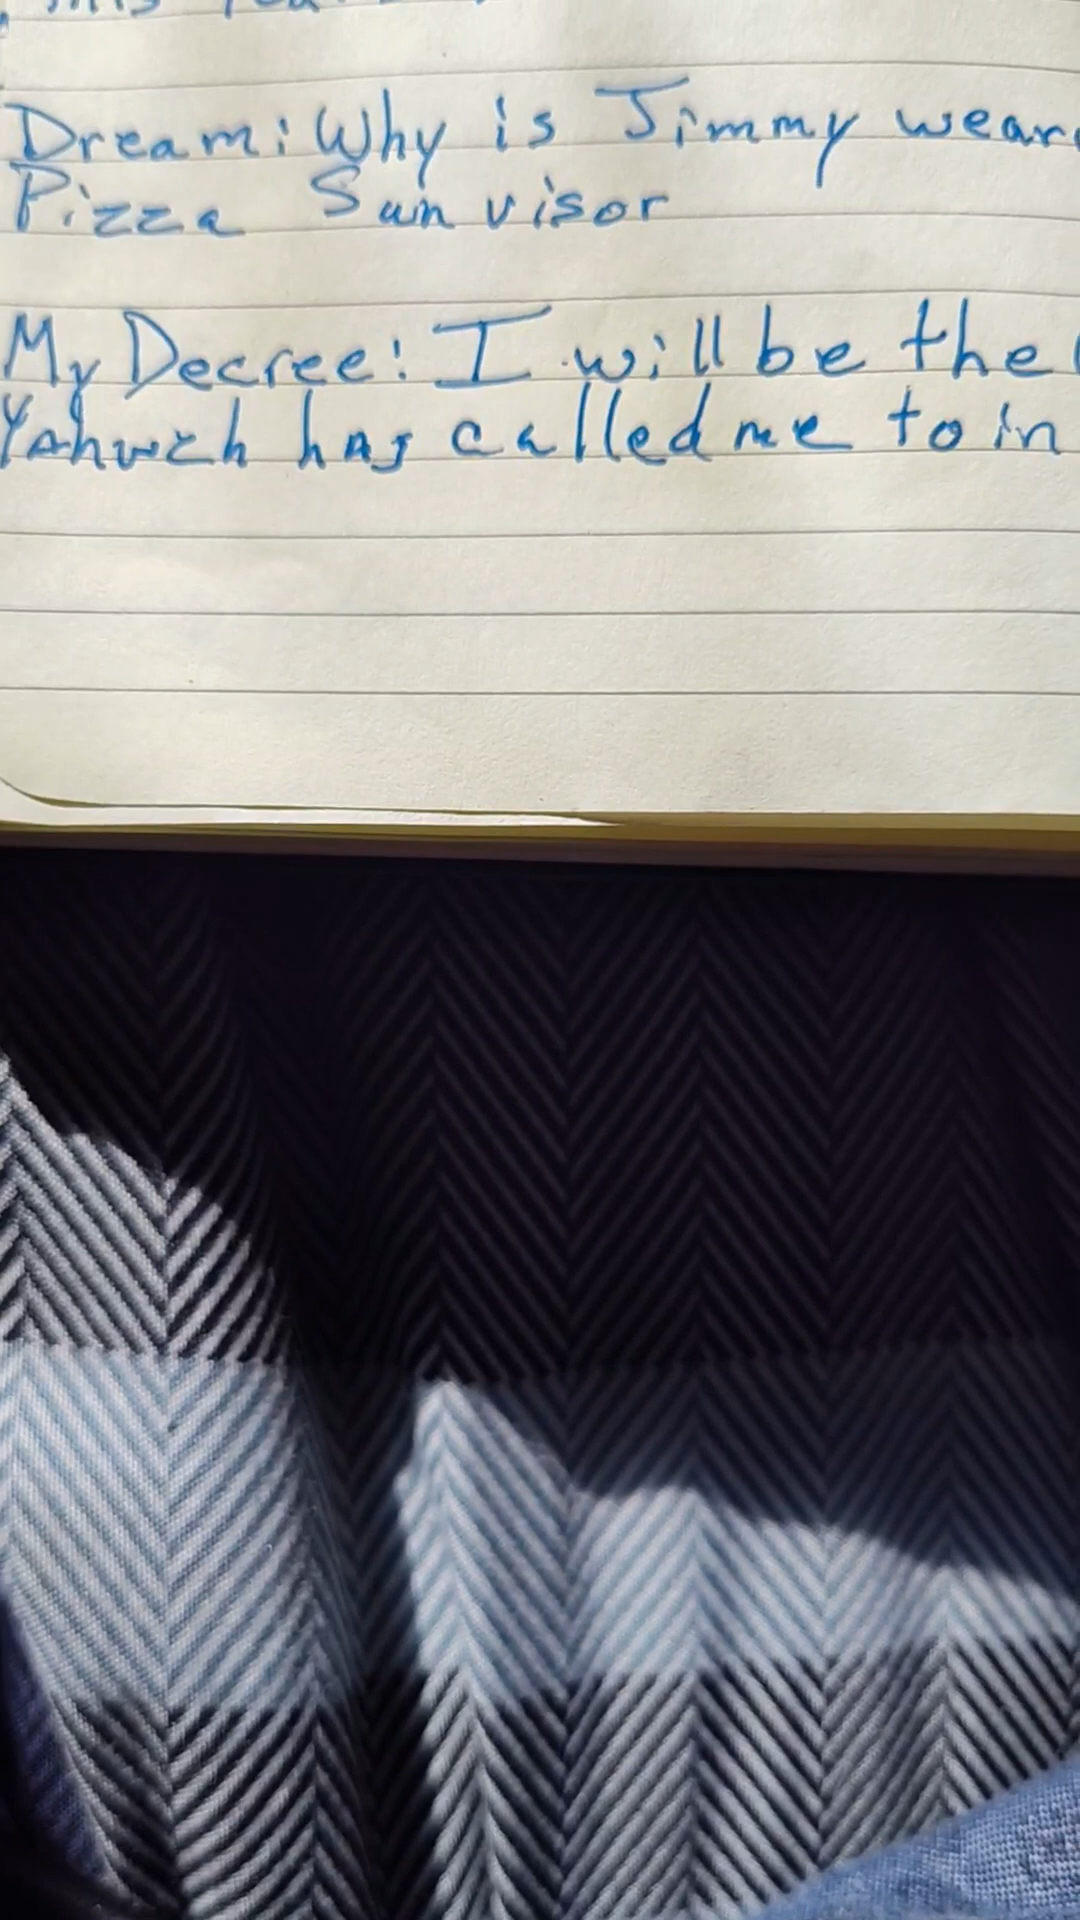 Dream: Why is Jimmy wear
Pizza Sun visor
My Decree: I will be the
Yahweh has called me to in